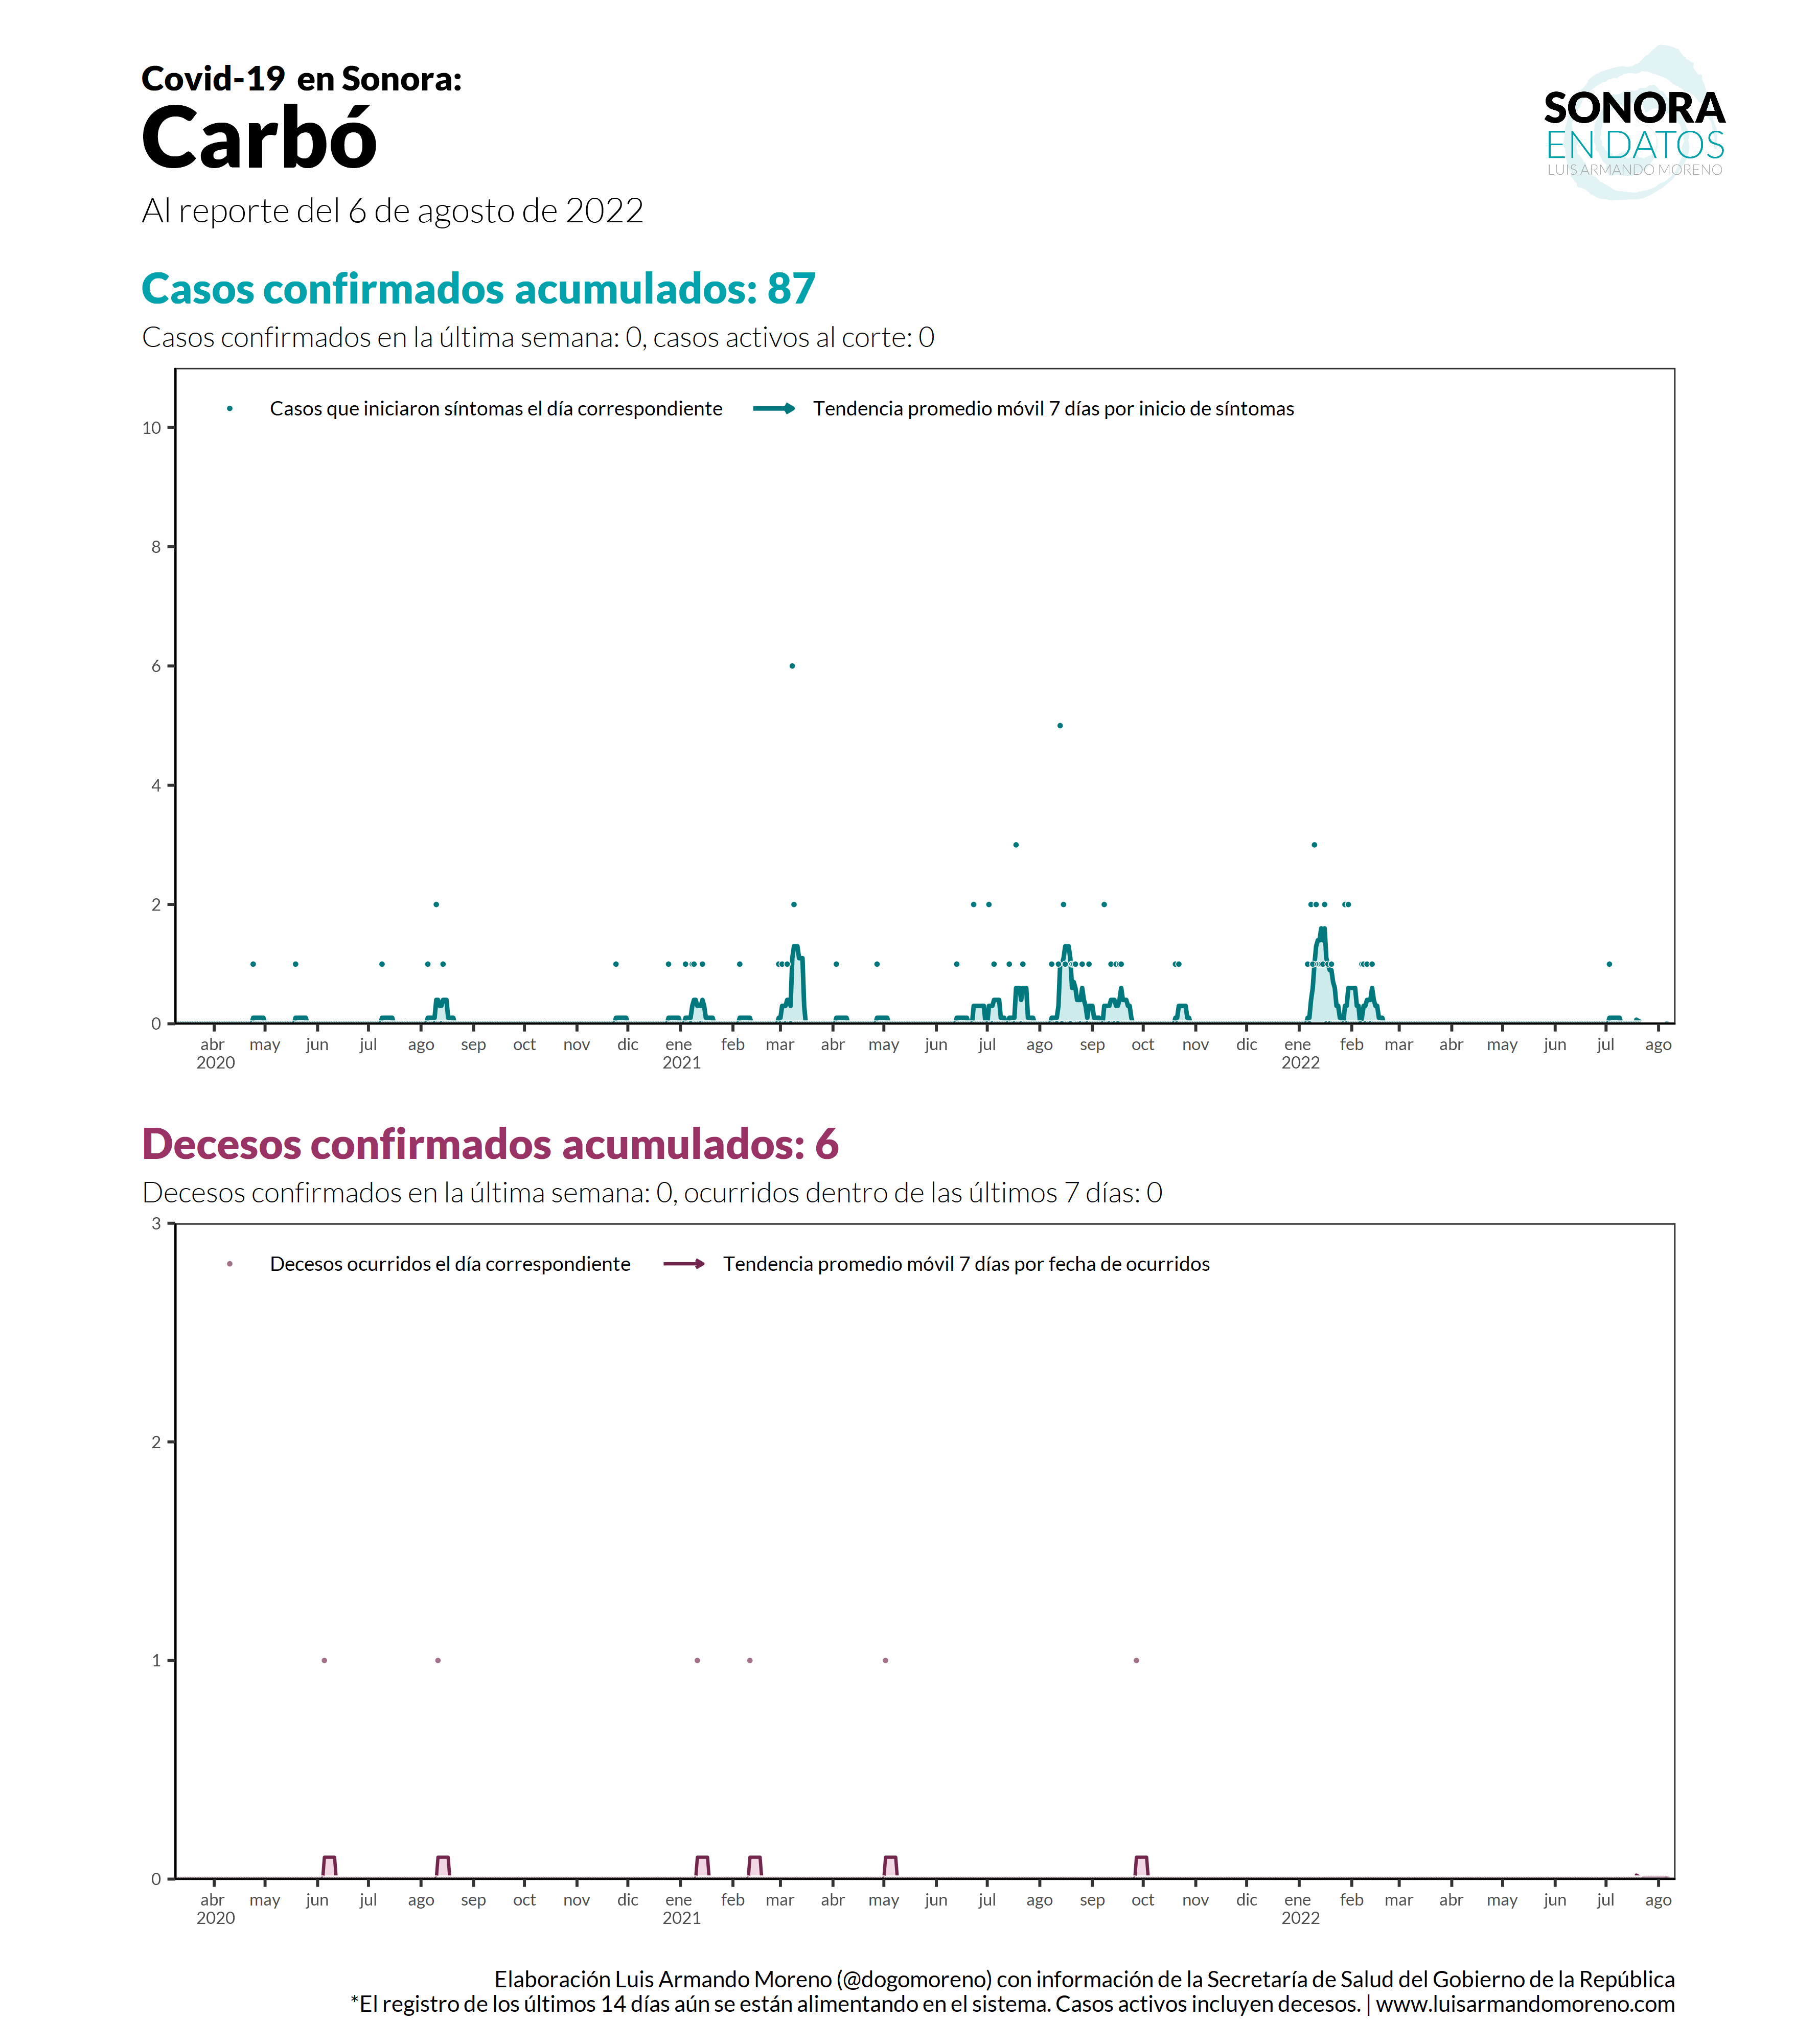 Covid-19 en Sonora:
Carbó
Al reporte del 6 de agosto de 2022
SONORA
EN DATOS
LUIS ARMANDO MORENO
Casos confirmados acumulados: 87
Casos confirmados en la última semana: 0, casos activos al corte: 0
Casos que iniciaron síntomas el día correspondiente Tendencia promedio móvil 7 días por inicio de síntomas
10
8
6
4
2
0
abr may jun jul ago sep oct nov dic ene feb mar abr may jun jul ago sep oct nov dic ene feb mar abr may jun jul ago
2020 2021 2022
Decesos confirmados acumulados: 6
Decesos confirmados en la última semana: 0, ocurridos dentro de las últimos 7 días: 0
3
Decesos ocurridos el día correspondiente Tendencia promedio móvil 7 días por fecha de ocurridos
2
1
0
abr may jun jul ago sep oct nov dic ene feb mar abr may jun jul ago sep oct nov dic ene feb mar abr may jun jul ago
2020 2021 2022
Elaboración Luis Armando Moreno (@dogomoreno) con información de la Secretaría de Salud del Gobierno de la República
*El registro de los últimos 14 días aún se están alimentando en el sistema. Casos activos incluyen decesos. | www.luisarmandomoreno.com